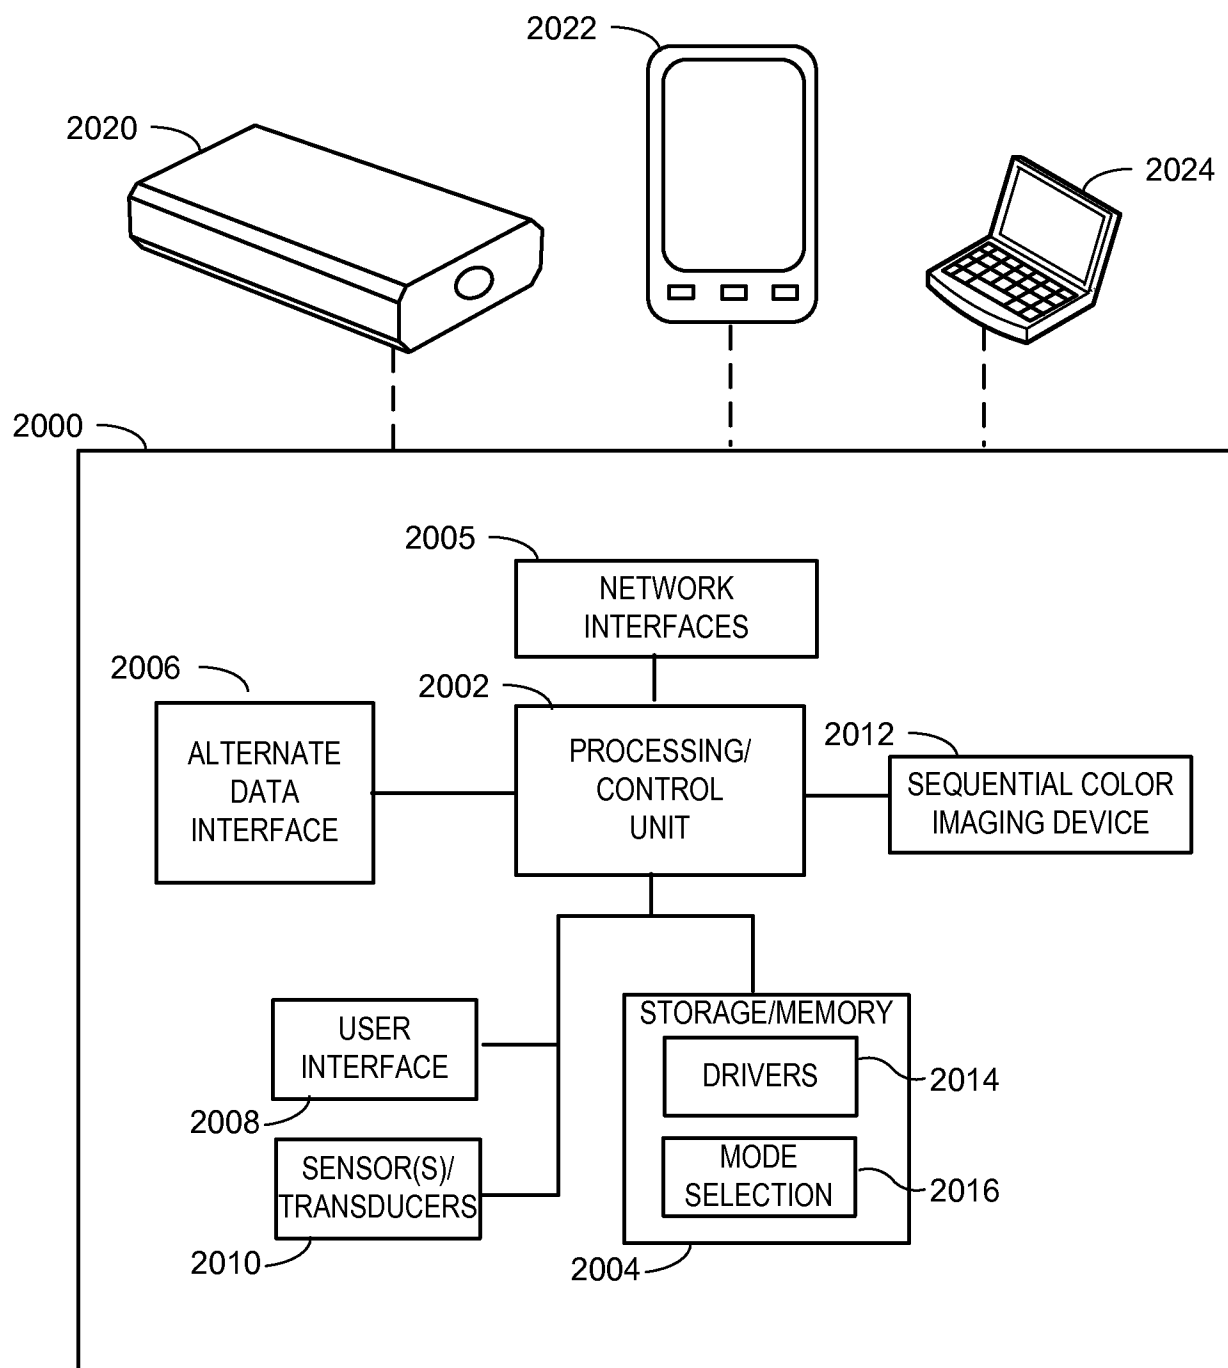 2022
2020
2024
2000
2005
NETWORK
INTERFACES
2006
2002
2012
ALTERNATE
DATA
INTERFACE
PROCESSING/
CONTROL
UNIT
SEQUENTIAL COLOR
IMAGING DEVICE
USER
INTERFACE
2008
STORAGE/MEMORY
DRIVERS
2014
SENSOR(S)/
TRANSDUCERS
2010
MODE
SELECTION
2016
2004